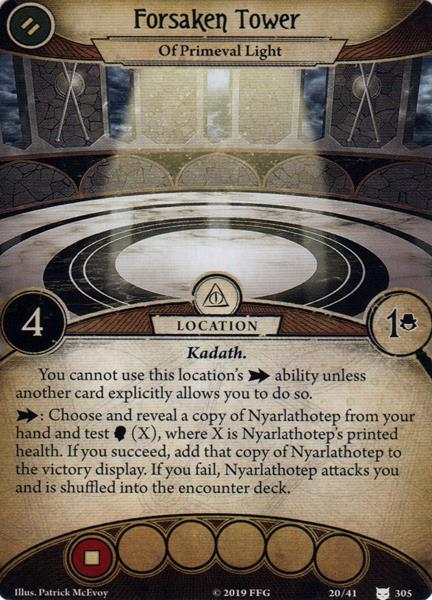 Forsaken Tower
Of Primeval Light
4
LOCATION
1
Kadath.
You cannot use this location's ability unless
another card explicitly allows you to do so.
: Choose and reveal a copy of Nyarlathotep from your
hand and test (X), where X is Nyarlathotep's printed
health. If you succeed, add that copy of Nyarlathotep to
the victory display. If you fail, Nyarlathotep attacks you
and is shuffled into the encounter deck.
Illus. Patrick McEvoy © 2019 FFG 20/41 305